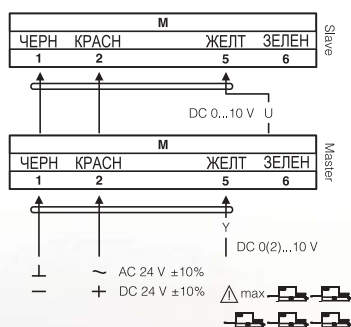 M
ЧЕРН КРАСН ЖЕЛТ ЗЕЛЕН
1 2 5 6
Slave
DC 0...10 V U
M
ЧЕРН КРАСН ЖЕЛТ ЗЕЛЕН
1 2 5 6
Master
Y
DC 0(2)...10 V
⊥ ~ AC 24 V ±10%
− + DC 24 V ±10%
max